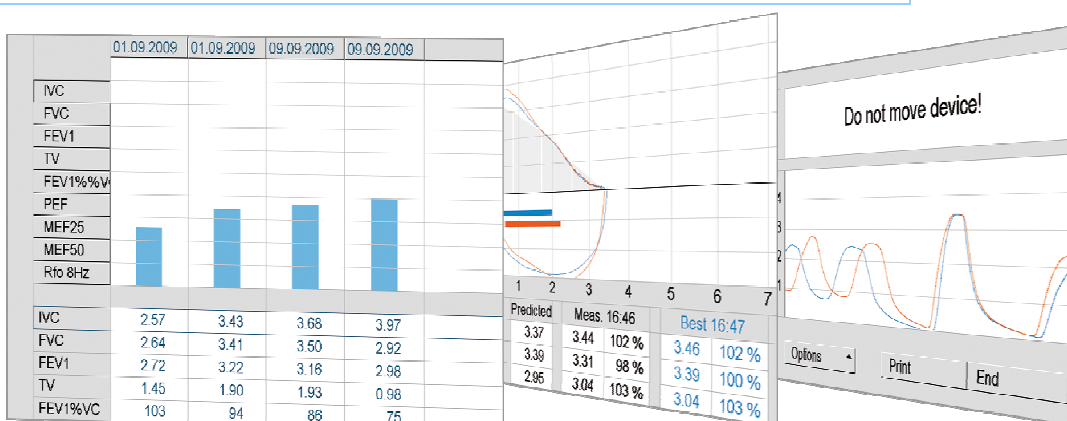 01.09.2009 01.09.2009 09.09.2009 09.09.2009
IVC
FVC
FEV1
TV
FEV1%%V
PEF
MEF25
MEF50
Rfo 8Hz
IVC 2.57 3.43 3.68 3.97
FVC 2.64 3.41 3.50 2.92
FEV1 2.72 3.22 3.16 2.98
TV 1.45 1.90 1.93 0.98
FEV1%VC 103 94 86 75
1 2 3 4 5 6 7
Predicted Meas. 16:46 Best 16:47
3.37 3.44 102 % 3.46 102 %
3.39 3.31 98 % 3.39 100 %
2.95 3.04 103 % 3.04 103 %
Do not move device!
4
3
2
1
Options Print End